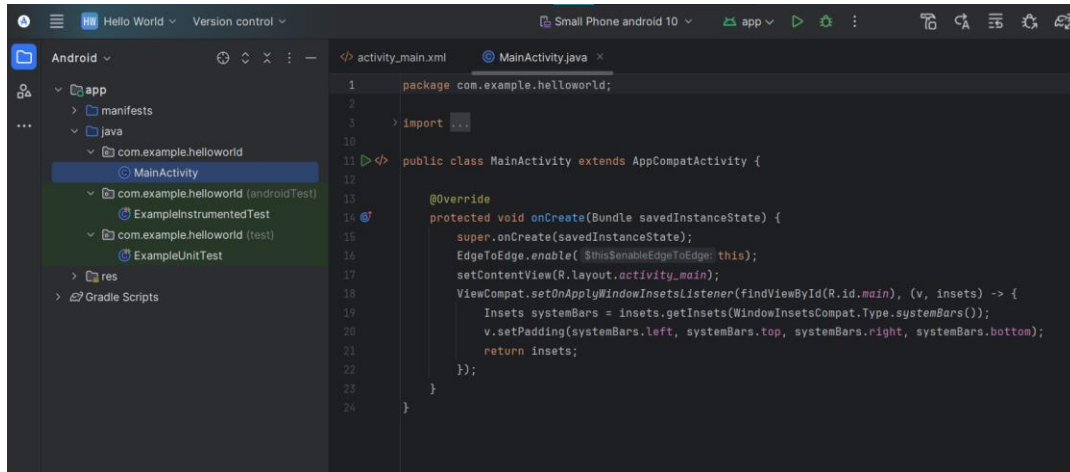 HW Hello World Version control Small Phone android 10 app
Android
app
manifests
java
com.example.helloworld
MainActivity
com.example.helloworld (androidTest)
ExampleInstrumentedTest
com.example.helloworld (test)
ExampleUnitTest
res
Gradle Scripts
activity_main.xml MainActivity.java
1 package com.example.helloworld;
2
3 import ...
10
11 public class MainActivity extends AppCompatActivity {
12
13 @Override
14 protected void onCreate(Bundle savedInstanceState) {
15 super.onCreate(savedInstanceState);
16 EdgeToEdge.enable( $this$enableEdgeToEdge: this);
17 setContentView(R.layout.activity_main);
18 ViewCompat.setOnApplyWindowInsetsListener(findViewById(R.id.main), (v, insets) -> {
19 Insets systemBars = insets.getInsets(WindowInsetsCompat.Type.systemBars());
20 v.setPadding(systemBars.left, systemBars.top, systemBars.right, systemBars.bottom);
21 return insets;
22 });
23 }
24 }